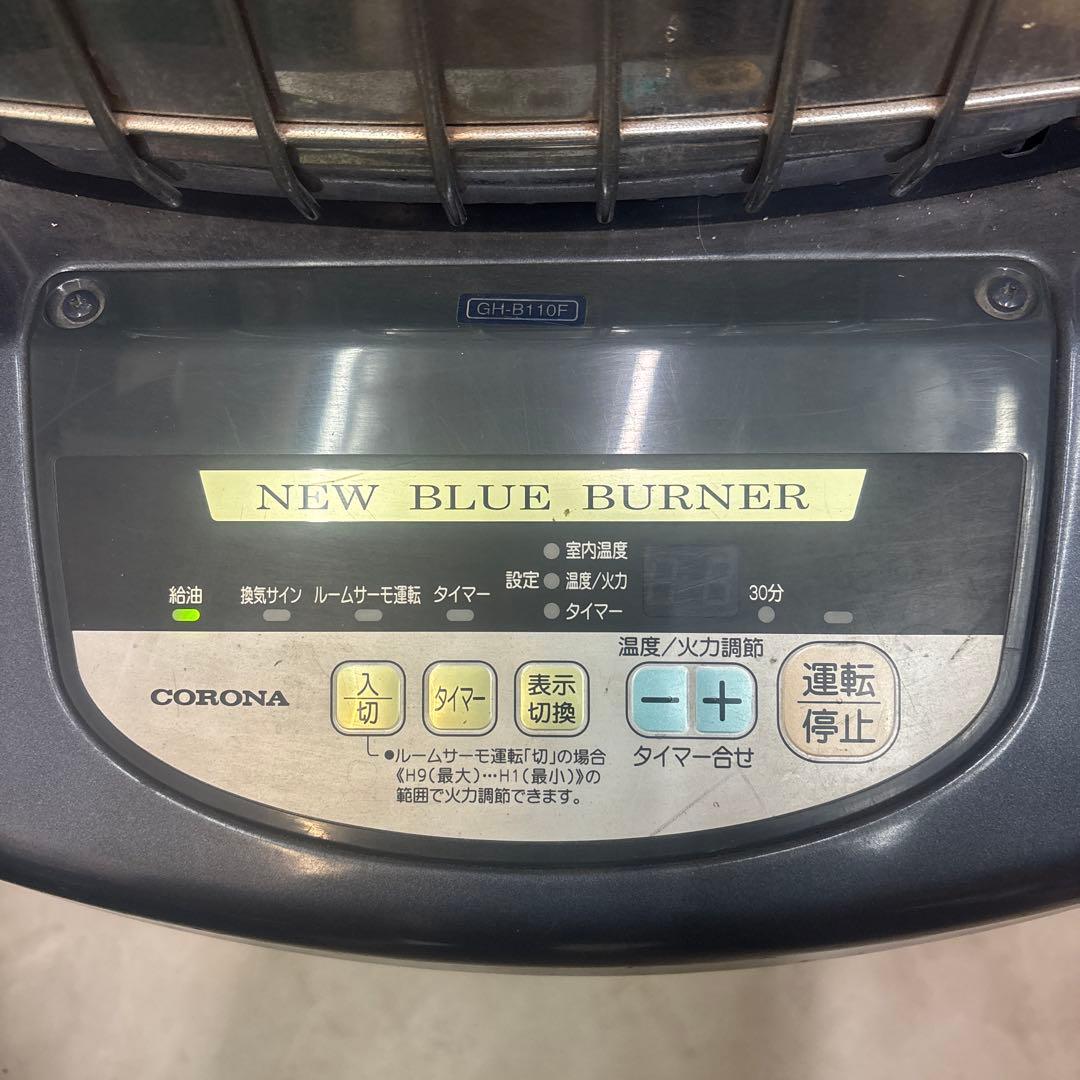 GH-B110F
NEW BLUE BURNER
室内温度
設定 温度/火力
タイマー
給油 換気サイン ルームサーモ運転 タイマー 30分
温度/火力調節
CORONA
入
切
タイマー
表示
切換
− +
運転
停止
タイマー合せ
●ルームサーモ運転「切」の場合
《H9(最大)…H1(最小)》の
範囲で火力調節できます。